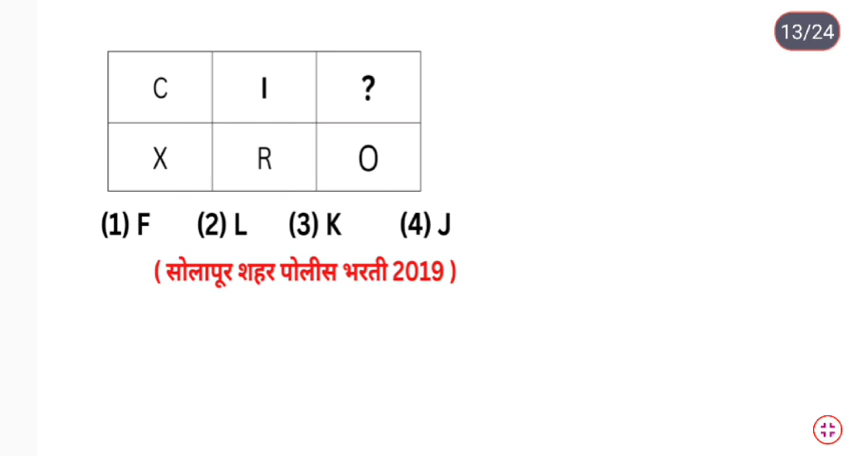 13/24
C I ?
X R O
(1) F (2) L (3) K (4) J
( सोलापूर शहर पोलीस भरती 2019 )